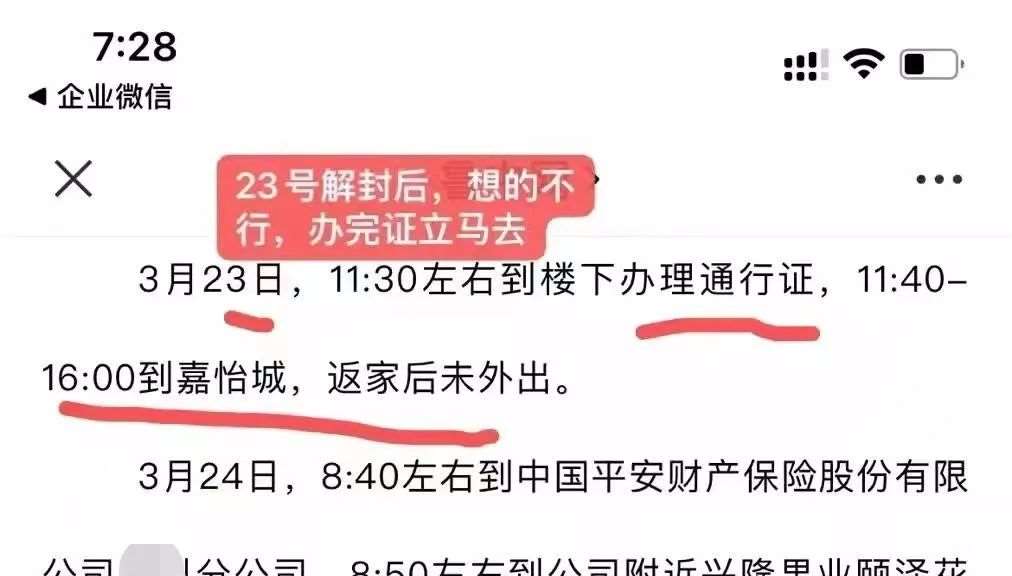 7:28
企业微信
23号解封后，想的不
行，办完证立马去
3月23日，11:30左右到楼下办理通行证，11:40–
16:00到嘉怡城，返家后未外出。
3月24日，8:40左右到中国平安财产保险股份有限
公司 分公司，8:50左右到公司附近兴隆里业颐泽花